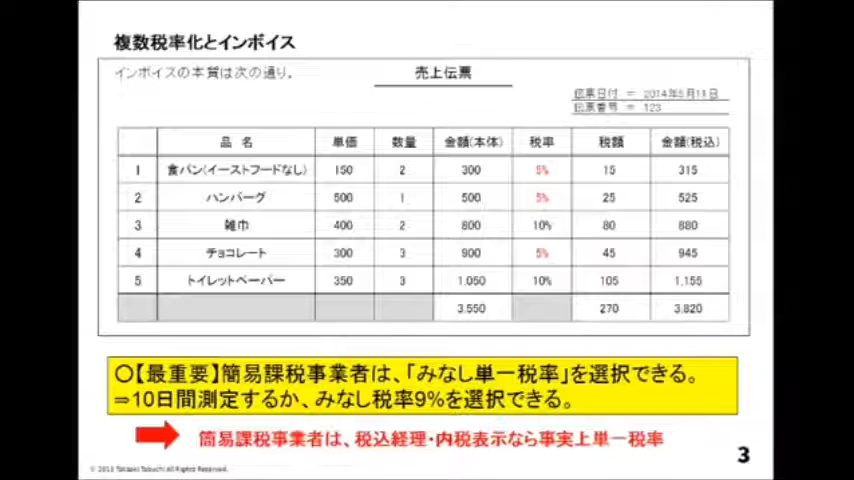 複数税率化とインボイス
インボイスの本質は次の通り。
売上伝票
伝票日付 = 2014年5月11日
伝票番号 = 123
品 名 単価 数量 金額(本体) 税率 税額 金額(税込)
1 食パン(イーストフードなし) 150 2 300 5% 15 315
2 ハンバーグ 500 1 500 5% 25 525
3 雑巾 400 2 800 10% 80 880
4 チョコレート 300 3 900 5% 45 945
5 トイレットペーパー 350 3 1,050 10% 105 1,155
3,550 270 3,820
○【最重要】簡易課税事業者は、「みなし単一税率」を選択できる。
⇒10日間測定するか、みなし税率9%を選択できる。
簡易課税事業者は、税込経理・内税表示なら事実上単一税率
3
© 2013 Takaaki Tabuchi All Rights Reserved.